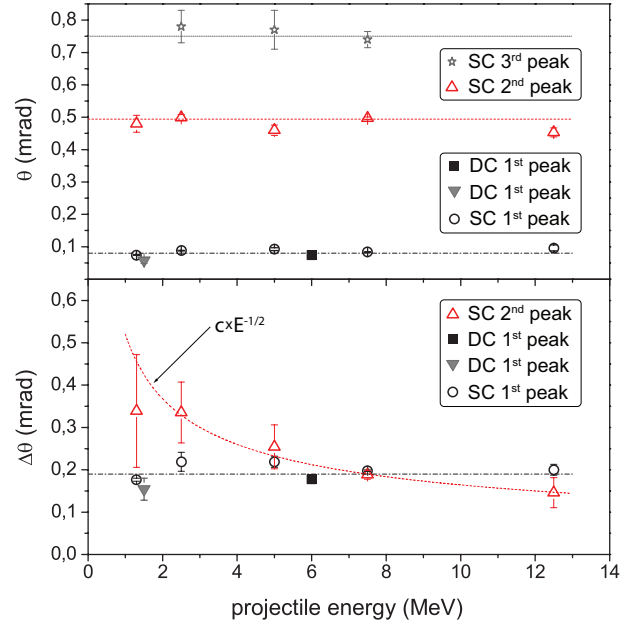 0,8
0,7
0,6
0,5
0,4
0,3
0,2
0,1
θ (mrad)
SC 3rd peak
SC 2nd peak
DC 1st peak
DC 1st peak
SC 1st peak
0,6
0,5
0,4
0,3
0,2
0,1
0,0
Δθ (mrad)
cxE-1/2
SC 2nd peak
DC 1st peak
DC 1st peak
SC 1st peak
0 2 4 6 8 10 12 14
projectile energy (MeV)